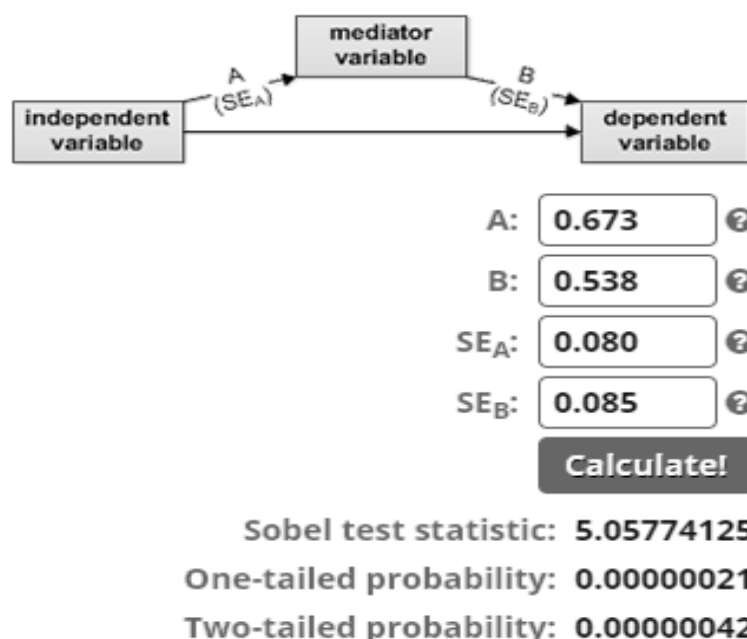 mediator
variable
A
(SEA)
B
(SEB)
independent
variable
dependent
variable
A: 0.673
B: 0.538
SEA: 0.080
SEB: 0.085
Calculate!
Sobel test statistic: 5.05774125
One-tailed probability: 0.00000021
Two-tailed probability: 0.00000042